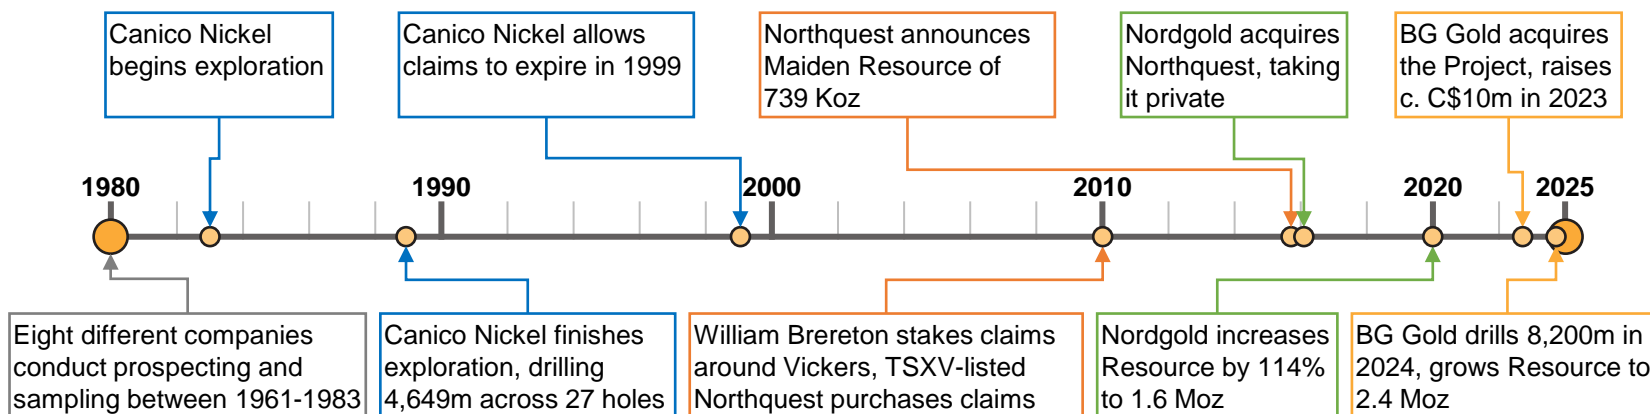 Canico Nickel
begins exploration
Canico Nickel allows
claims to expire in 1999
Northquest announces
Maiden Resource of
739 Koz
Nordgold acquires
Northquest, taking
it private
BG Gold acquires
the Project, raises
c. C$10m in 2023
1980
1990
2000
2010
2020
2025
Eight different companies
conduct prospecting and
sampling between 1961-1983
Canico Nickel finishes
exploration, drilling
4,649m across 27 holes
William Brereton stakes claims
around Vickers, TSXV-listed
Northquest purchases claims
Nordgold increases
Resource by 114%
to 1.6 Moz
BG Gold drills 8,200m in
2024, grows Resource to
2.4 Moz